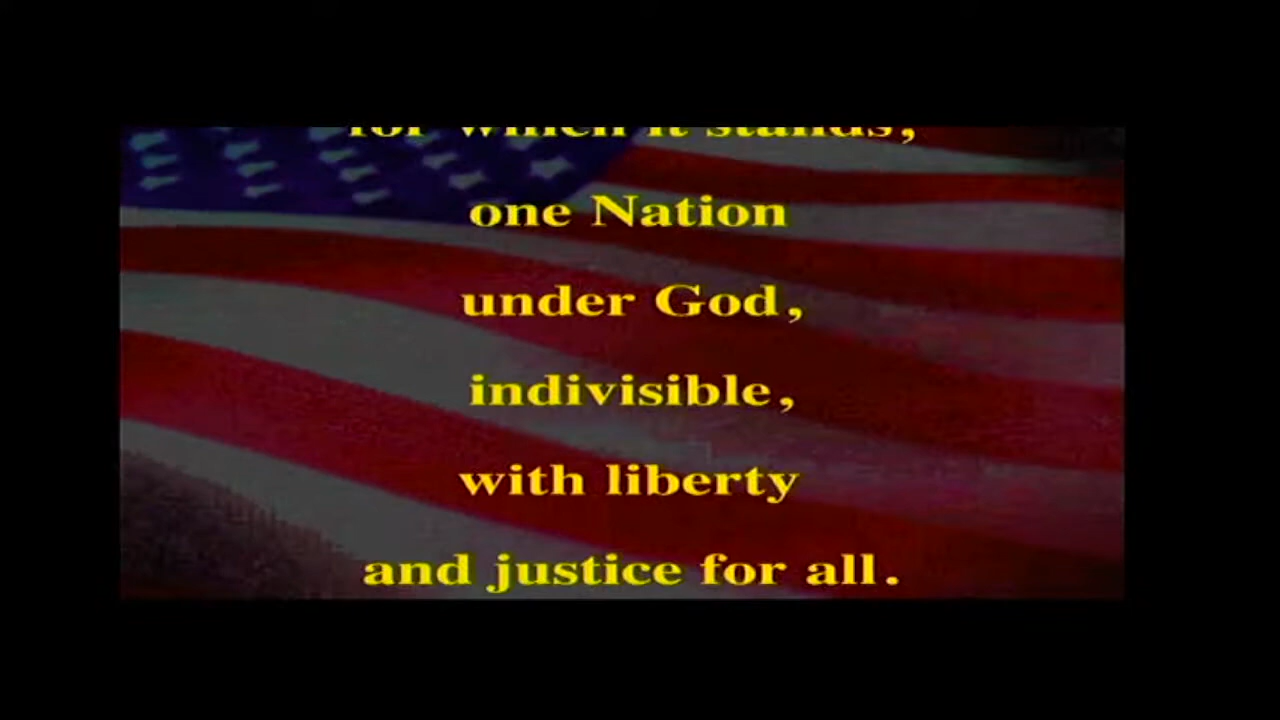 for which it stands,
one Nation
under God,
indivisible,
with liberty
and justice for all.